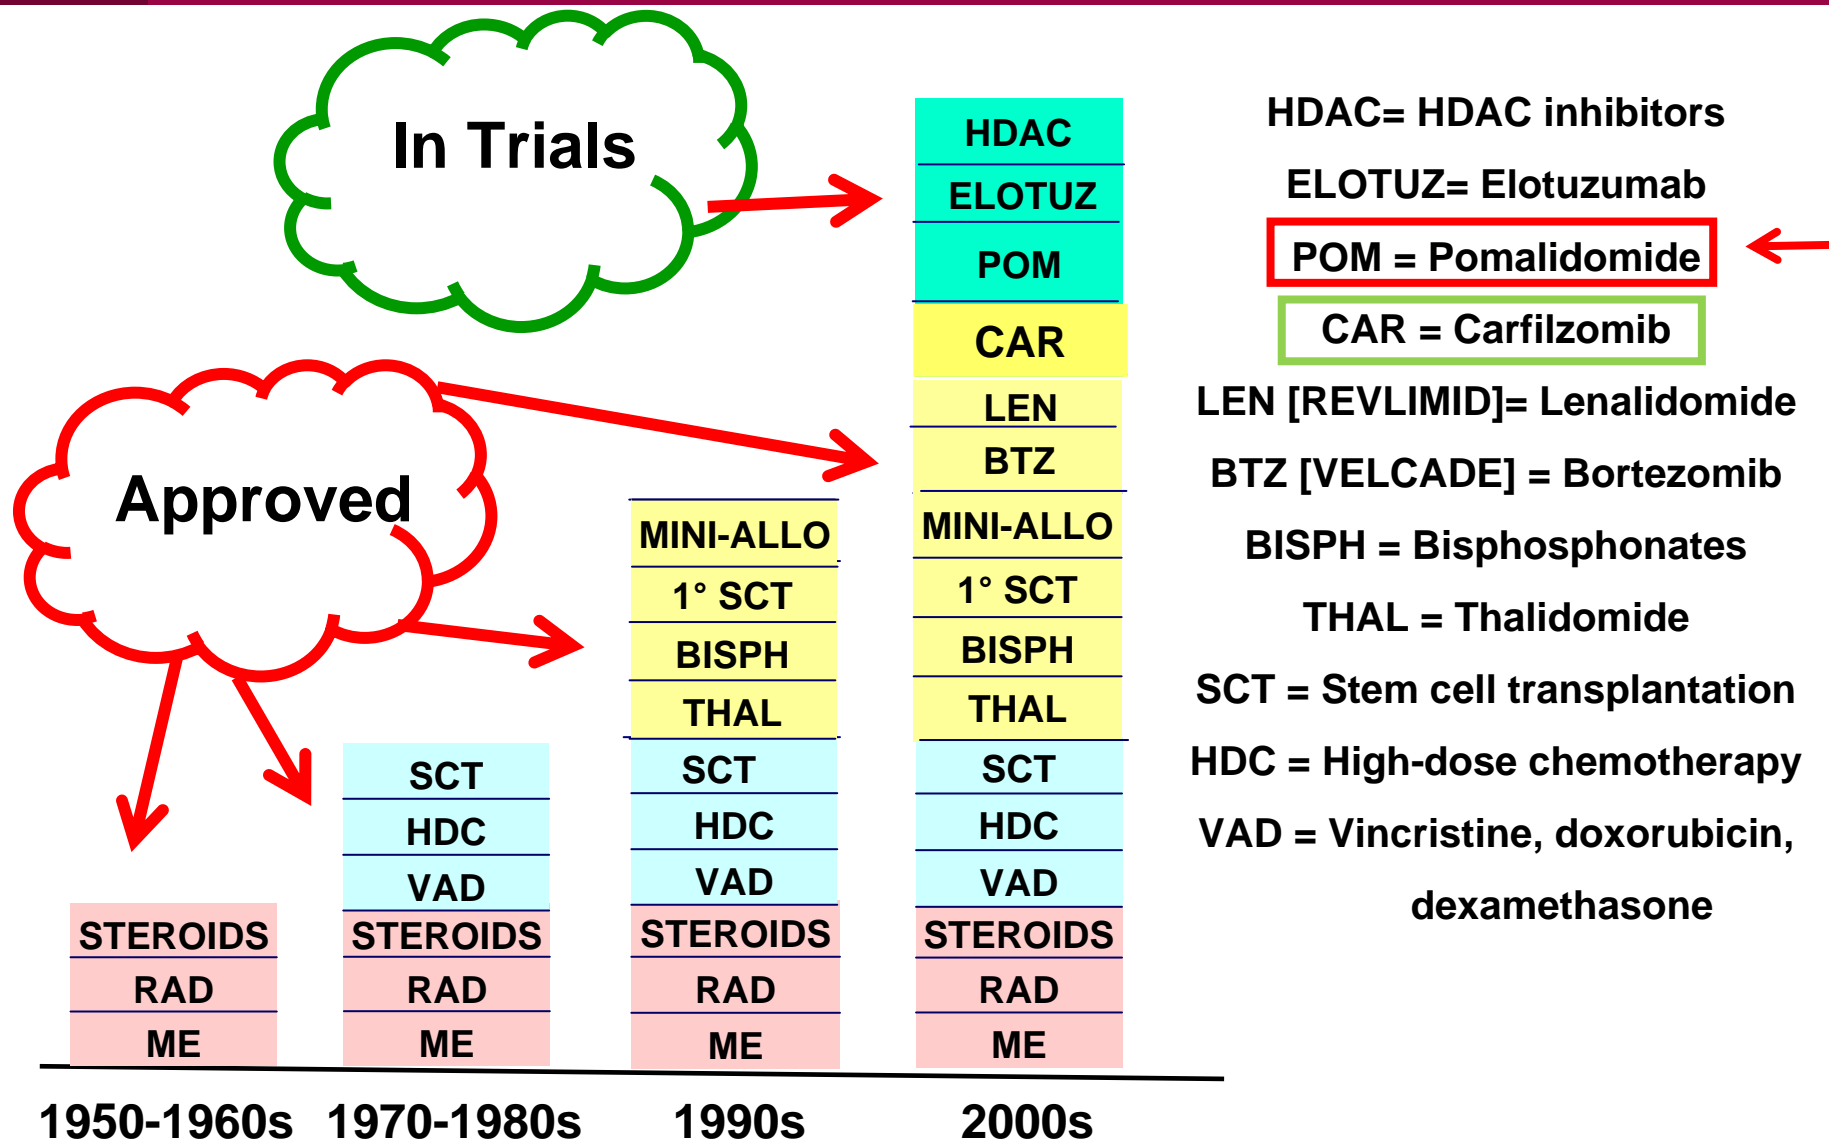 In Trials
Approved
STEROIDS
RAD
ME
1950-1960s
SCT
HDC
VAD
STEROIDS
RAD
ME
1970-1980s
MINI-ALLO
1° SCT
BISPH
THAL
SCT
HDC
VAD
STEROIDS
RAD
ME
1990s
HDAC
ELOTUZ
POM
CAR
LEN
BTZ
MINI-ALLO
1° SCT
BISPH
THAL
SCT
HDC
VAD
STEROIDS
RAD
ME
2000s
HDAC= HDAC inhibitors
ELOTUZ= Elotuzumab
POM = Pomalidomide
CAR = Carfilzomib
LEN [REVLIMID]= Lenalidomide
BTZ [VELCADE] = Bortezomib
BISPH = Bisphosphonates
THAL = Thalidomide
SCT = Stem cell transplantation
HDC = High-dose chemotherapy
VAD = Vincristine, doxorubicin,
dexamethasone